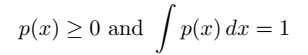 p(x) ≥ 0 and ∫ p(x) dx = 1